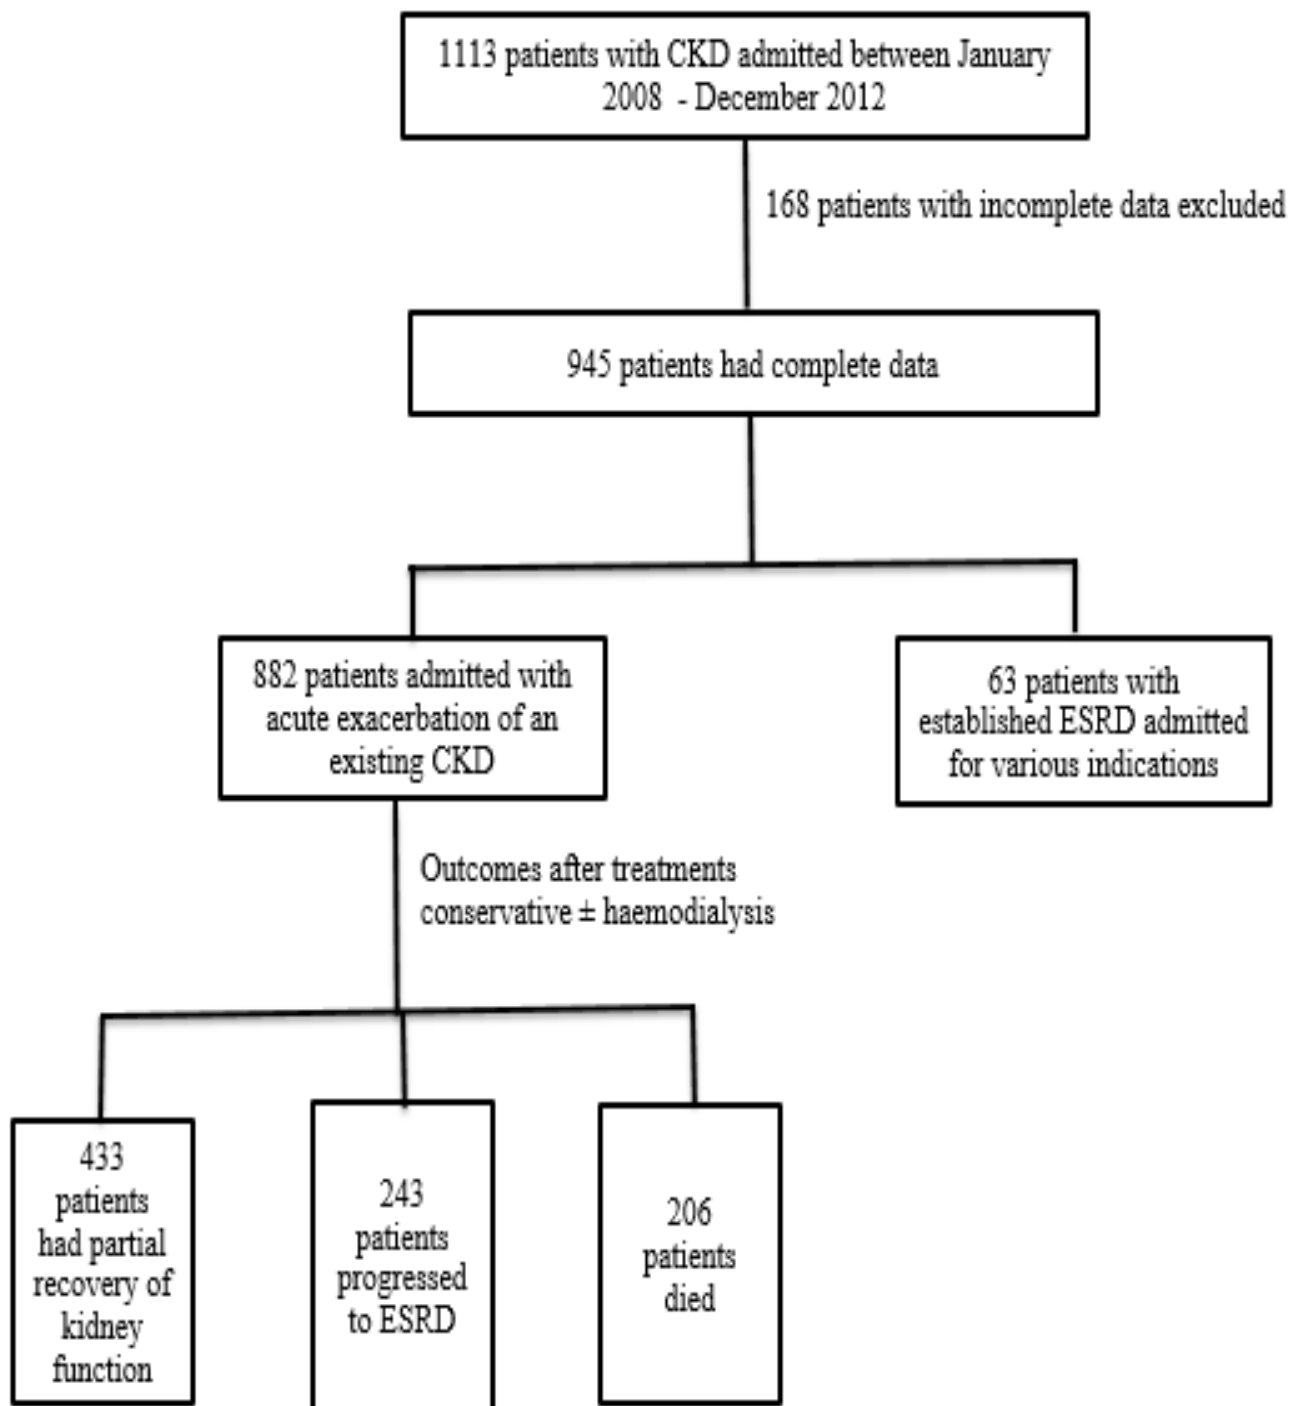 1113 patients with CKD admitted between January
2008 - December 2012
168 patients with incomplete data excluded
945 patients had complete data
882 patients admitted with
acute exacerbation of an
existing CKD
63 patients with
established ESRD admitted
for various indications
Outcomes after treatments
conservative ± haemodialysis
433
patients
had partial
recovery of
kidney
function
243
patients
progressed
to ESRD
206
patients
died